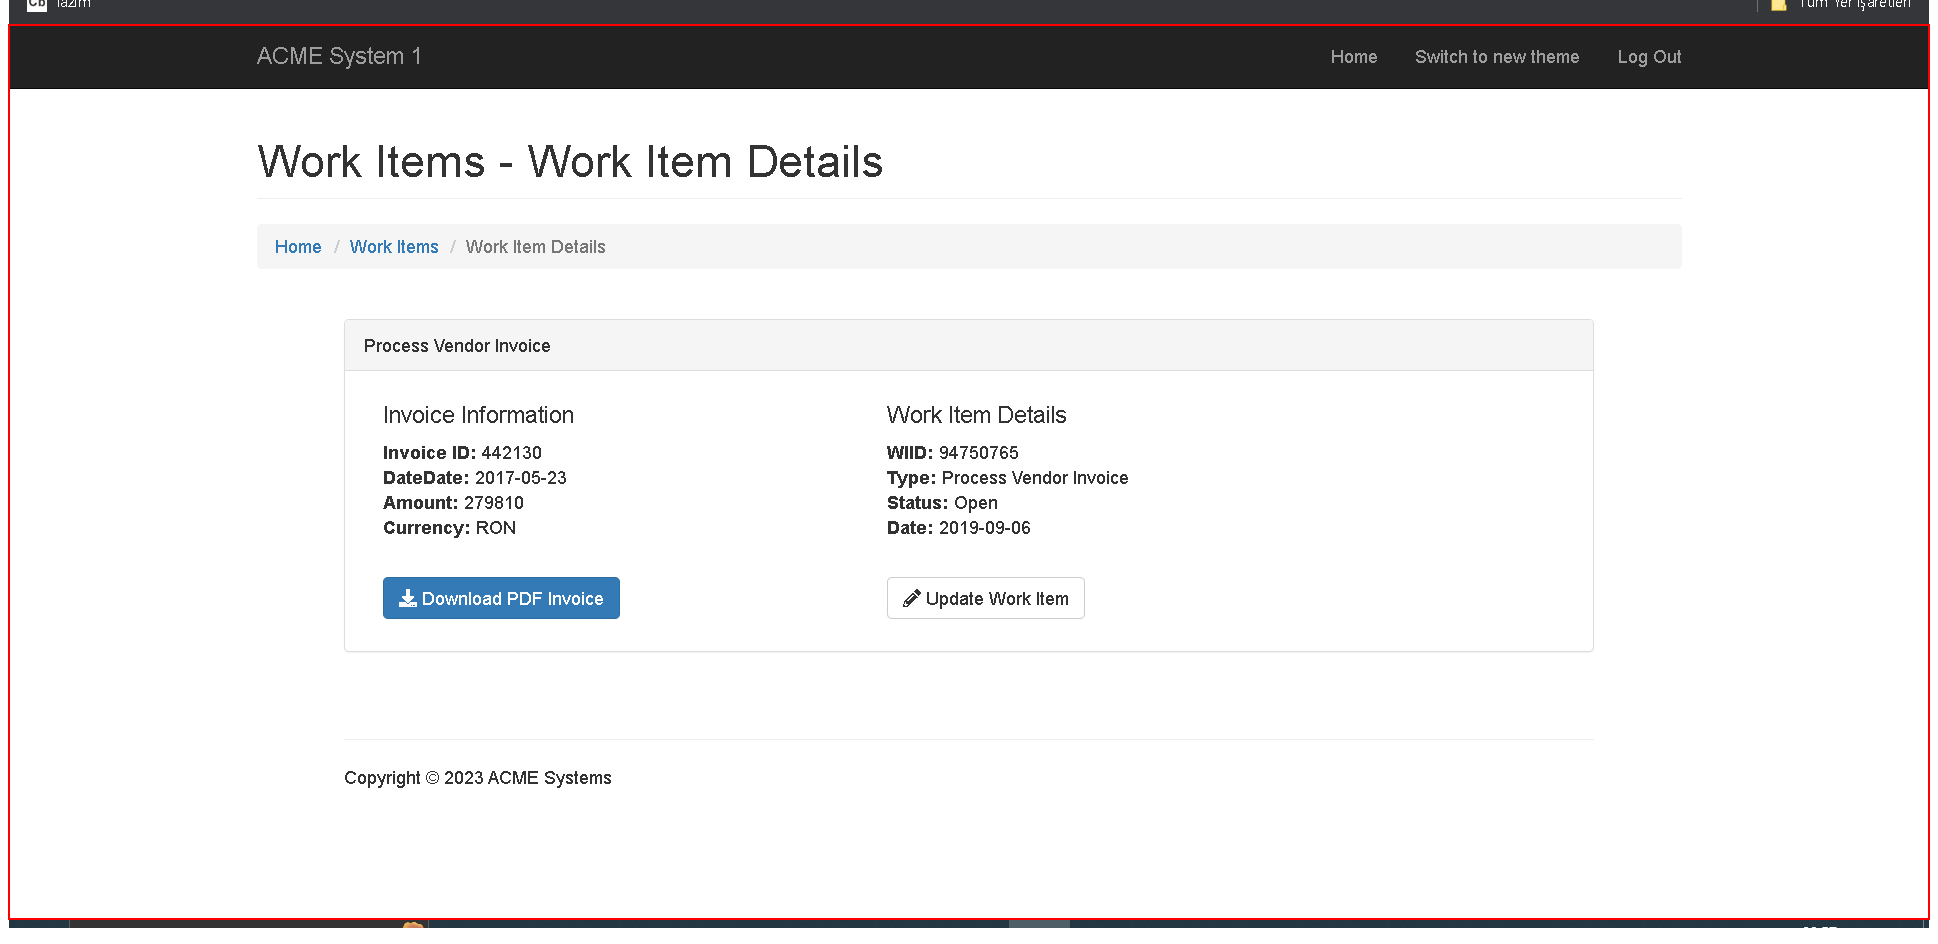 Cb Yazım
Tüm Yer İşaretleri
ACME System 1
Home
Switch to new theme
Log Out
Work Items - Work Item Details
Home / Work Items / Work Item Details
Process Vendor Invoice
Invoice Information
Invoice ID: 442130
DateDate: 2017-05-23
Amount: 279810
Currency: RON
Download PDF Invoice
Work Item Details
WIID: 94750765
Type: Process Vendor Invoice
Status: Open
Date: 2019-09-06
Update Work Item
Copyright © 2023 ACME Systems